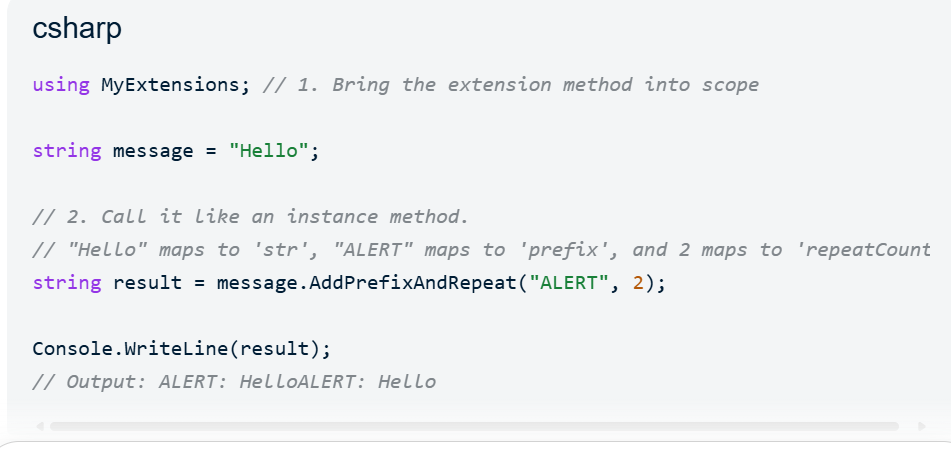 csharp
using MyExtensions; // 1. Bring the extension method into scope
string message = "Hello";
// 2. Call it like an instance method.
// "Hello" maps to 'str', "ALERT" maps to 'prefix', and 2 maps to 'repeatCount
string result = message.AddPrefixAndRepeat("ALERT", 2);
Console.WriteLine(result);
// Output: ALERT: HelloALERT: Hello